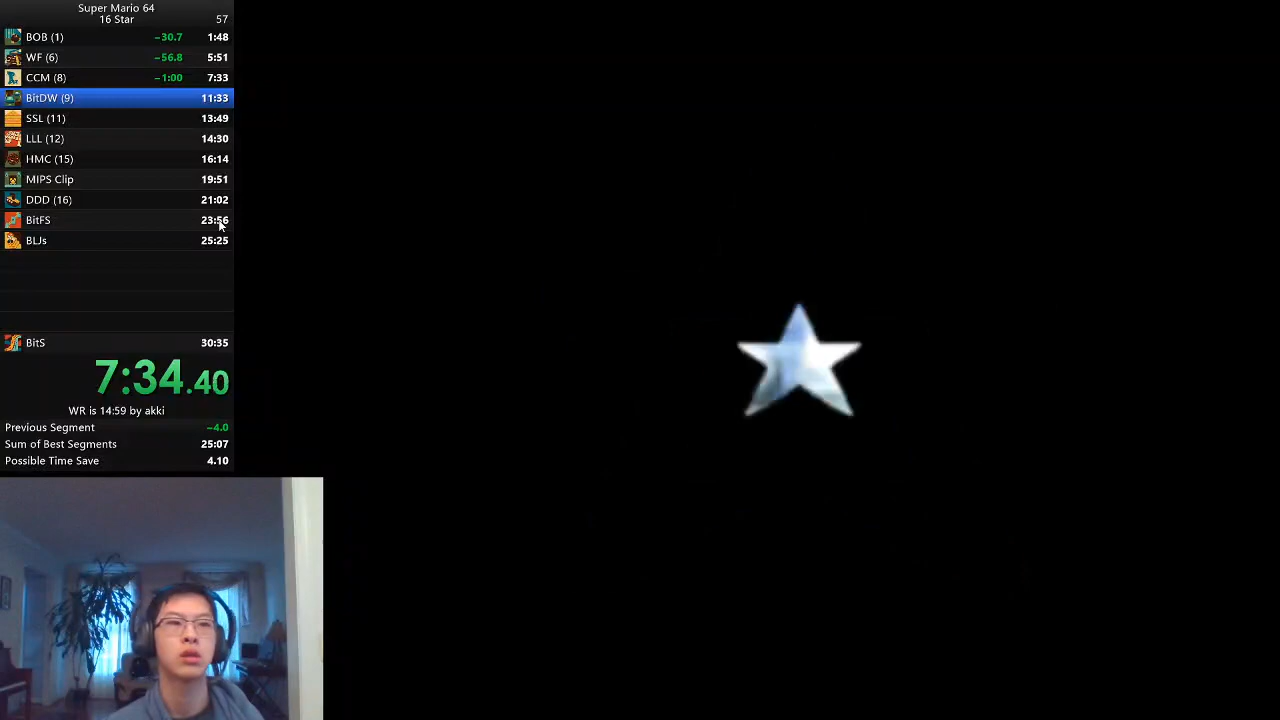 Super Mario 64
16 Star 57
BOB (1) −30.7 1:48
WF (6) −56.8 5:51
CCM (8) −1:00 7:33
BitDW (9) 11:33
SSL (11) 13:49
LLL (12) 14:30
HMC (15) 16:14
MIPS Clip 19:51
DDD (16) 21:02
BitFS 23:56
BLJs 25:25
BitS 30:35
7:34.40
WR is 14:59 by akki
Previous Segment −4.0
Sum of Best Segments 25:07
Possible Time Save 4.10